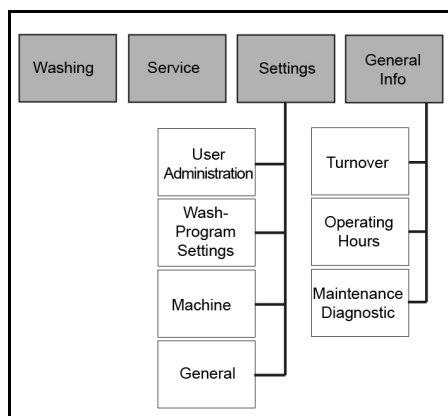 Washing
Service
Settings
General
Info
User
Administration
Wash-
Program
Settings
Machine
General
Turnover
Operating
Hours
Maintenance
Diagnostic